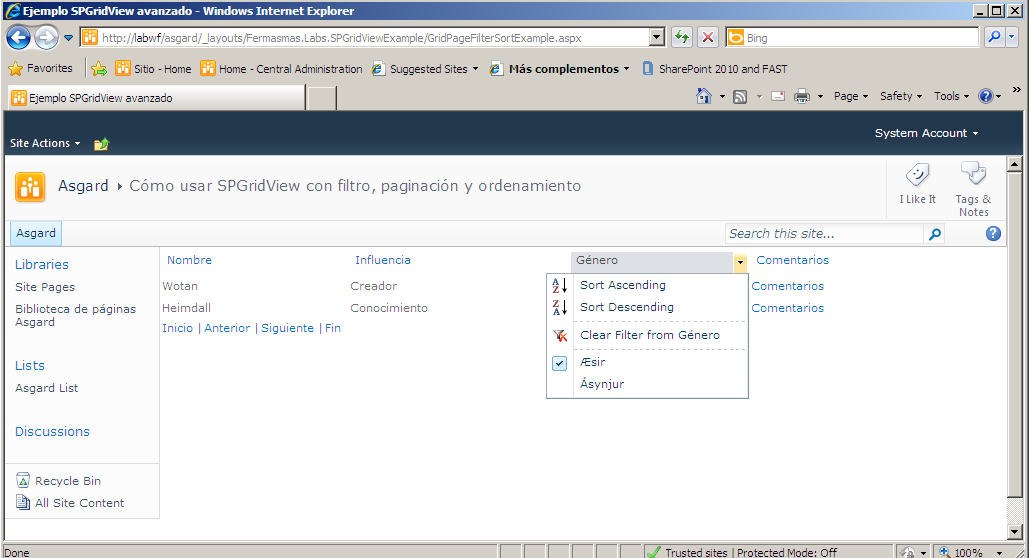 Ejemplo SPGridView avanzado - Windows Internet Explorer
http://labwf/asgard/_layouts/Fermasmas.Labs.SPGridViewExample/GridPageFilterSortExample.aspx
Bing
Favorites
Sitio - Home
Home - Central Administration
Suggested Sites
Más complementos
SharePoint 2010 and FAST
Ejemplo SPGridView avanzado
Page
Safety
Tools
Site Actions
System Account
Asgard
Cómo usar SPGridView con filtro, paginación y ordenamiento
I Like It
Tags &
Notes
Asgard
Search this site...
Libraries
Site Pages
Biblioteca de páginas
Asgard
Lists
Asgard List
Discussions
Recycle Bin
All Site Content
Nombre
Influencia
Género
Comentarios
Wotan
Creador
Comentarios
Heimdall
Conocimiento
Comentarios
Inicio | Anterior | Siguiente | Fin
Sort Ascending
Sort Descending
Clear Filter from Género
Æsir
Ásynjur
Done
Trusted sites | Protected Mode: Off
100%